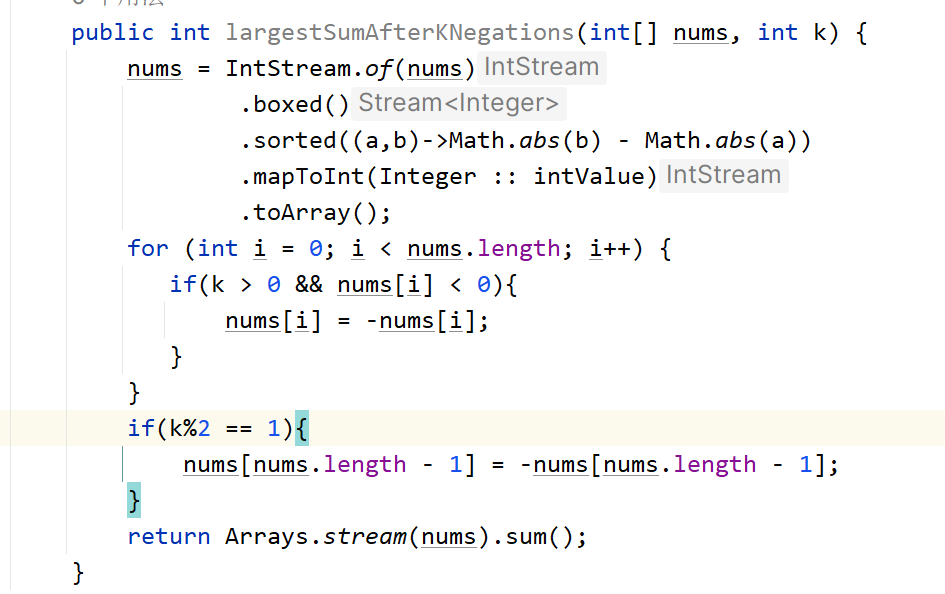 public int largestSumAfterKNegations(int[] nums, int k) {
nums = IntStream.of(nums) IntStream
.boxed() Stream<Integer>
.sorted((a,b)->Math.abs(b) - Math.abs(a))
.mapToInt(Integer :: intValue) IntStream
.toArray();
for (int i = 0; i < nums.length; i++) {
if(k > 0 && nums[i] < 0){
nums[i] = -nums[i];
}
}
if(k%2 == 1){
nums[nums.length - 1] = -nums[nums.length - 1];
}
return Arrays.stream(nums).sum();
}